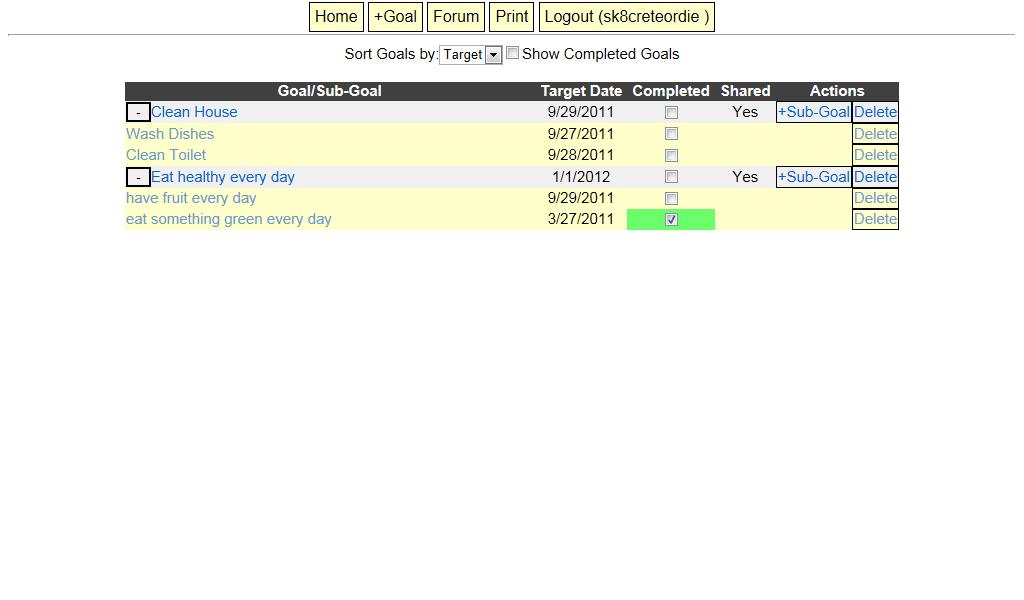 Home +Goal Forum Print Logout (sk8creteordie )
Sort Goals by: Target Show Completed Goals
Goal/Sub-Goal Target Date Completed Shared Actions
- Clean House 9/29/2011 Yes +Sub-Goal Delete
Wash Dishes 9/27/2011 Delete
Clean Toilet 9/28/2011 Delete
- Eat healthy every day 1/1/2012 Yes +Sub-Goal Delete
have fruit every day 9/29/2011 Delete
eat something green every day 3/27/2011 Delete